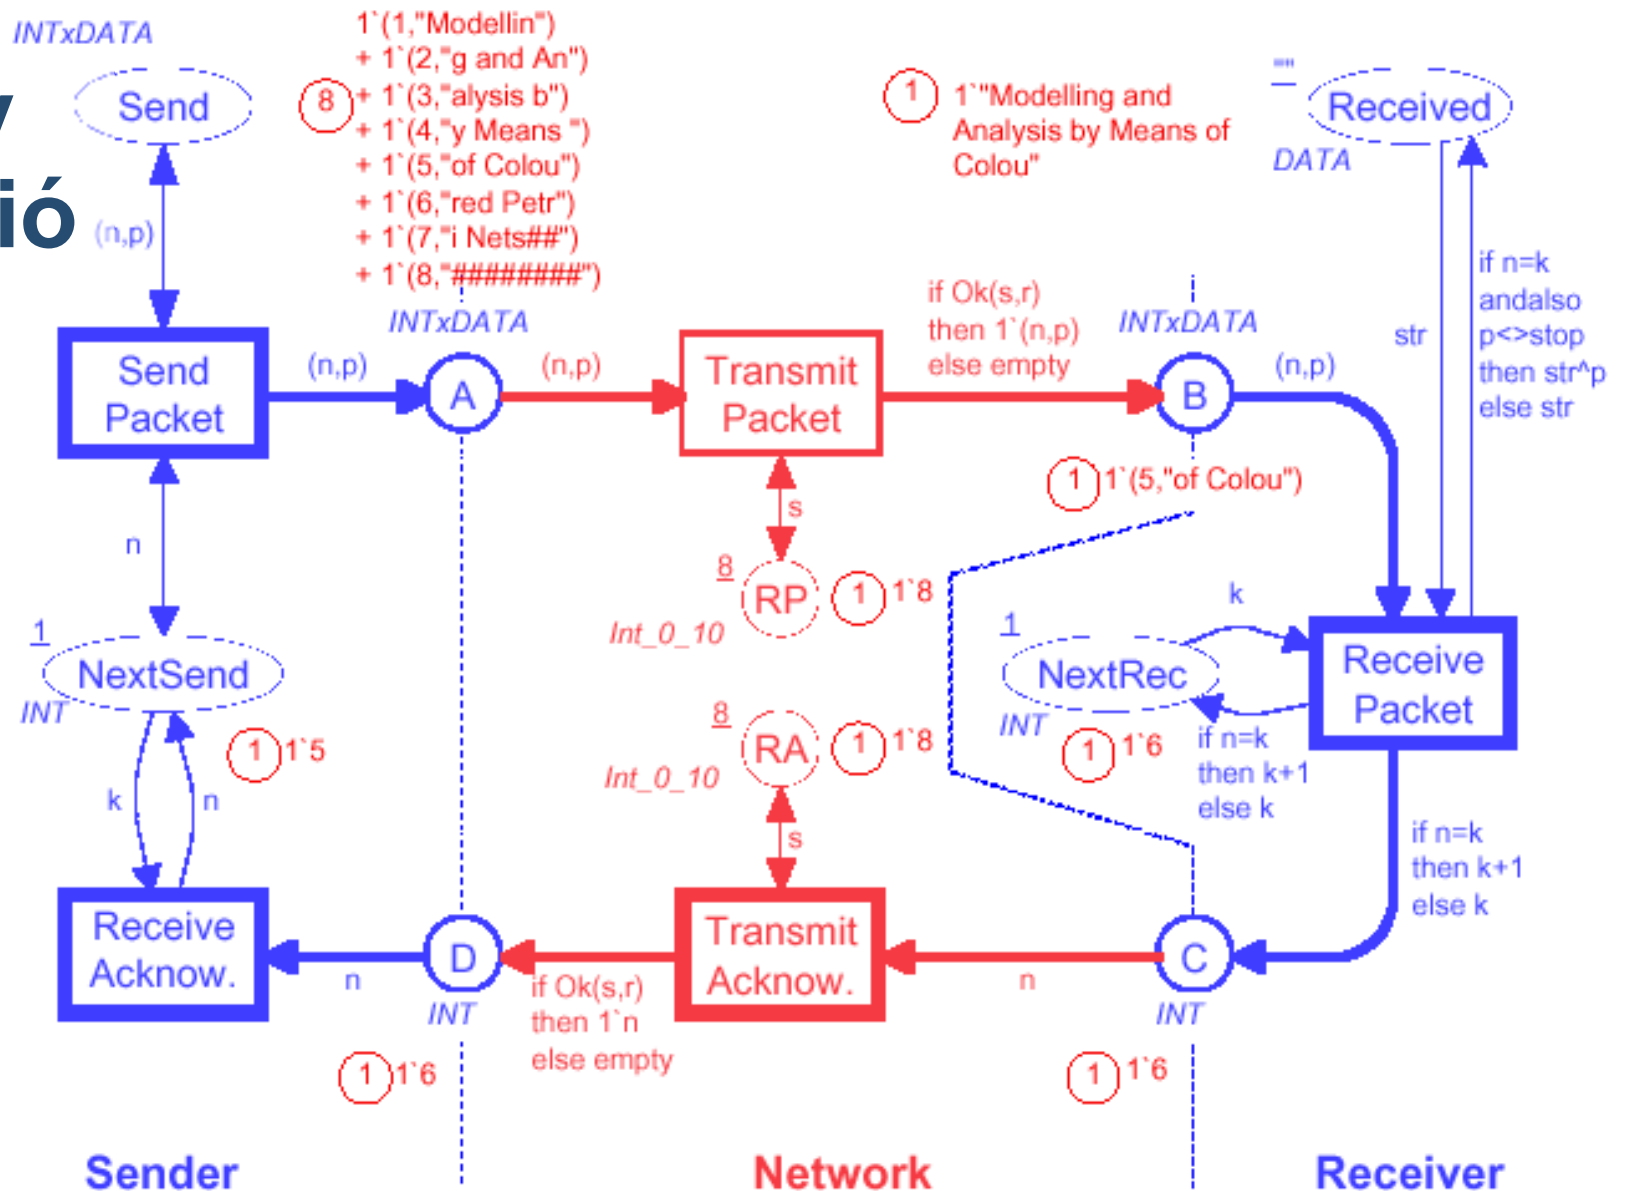 INTxDATA
Send
y
ió
(n,p)
8
1`(1,"Modellin")
+ 1`(2,"g and An")
+ 1`(3,"alysis b")
+ 1`(4,"y Means ")
+ 1`(5,"of Colou")
+ 1`(6,"red Petr")
+ 1`(7,"i Nets##")
+ 1`(8,"########")
1
1`"Modelling and
Analysis by Means of
Colou"
""
Received
DATA
str
if n=k
andalso
p<>stop
then str^p
else str
Send
Packet
(n,p)
INTxDATA
A
(n,p)
Transmit
Packet
if Ok(s,r)
then 1`(n,p)
else empty
INTxDATA
B
(n,p)
1
1`(5,"of Colou")
n
s
8
RP
1
1`8
Int_0_10
1
NextSend
INT
1
1`5
8
RA
1
1`8
Int_0_10
s
1
NextRec
INT
1
1`6
k
if n=k
then k+1
else k
Receive
Packet
if n=k
then k+1
else k
k
n
Receive
Acknow.
n
D
INT
1
1`6
if Ok(s,r)
then 1`n
else empty
Transmit
Acknow.
n
C
INT
1
1`6
Sender
Network
Receiver